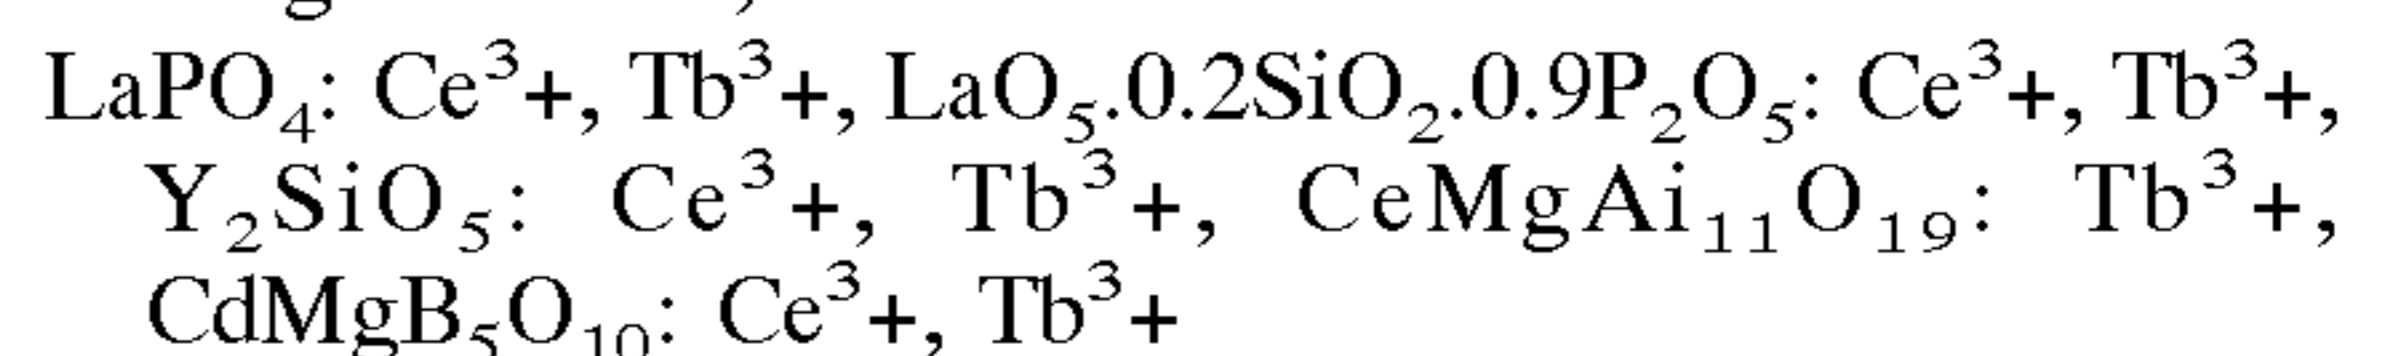 LaPO₄: Ce³+, Tb³+, LaO₅.0.2SiO₂.0.9P₂O₅: Ce³+, Tb³+,
Y₂SiO₅: Ce³+, Tb³+, CeMgAi₁₁O₁₉: Tb³+,
CdMgB₅O₁₀: Ce³+, Tb³+